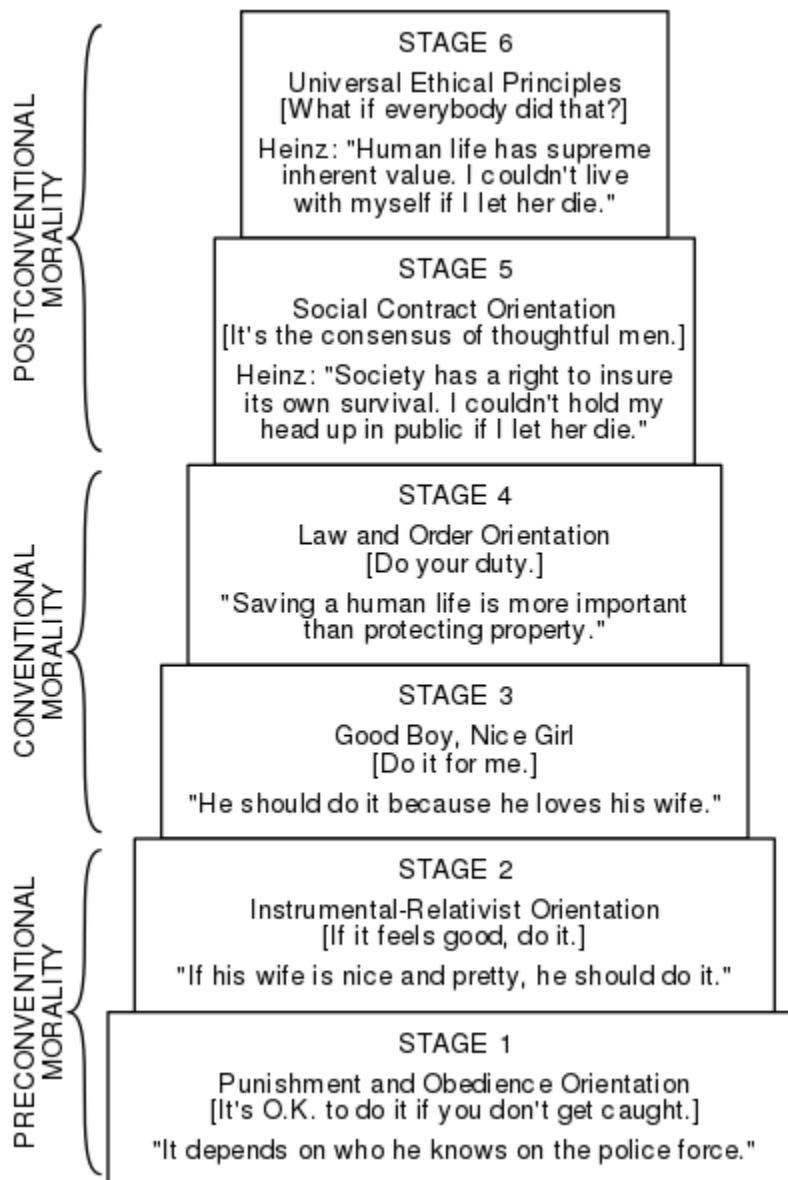 POSTCONVENTIONAL
MORALITY
STAGE 6
Universal Ethical Principles
[What if everybody did that?]
Heinz: "Human life has supreme
inherent value. I couldn't live
with myself if I let her die."
STAGE 5
Social Contract Orientation
[It's the consensus of thoughtful men.]
Heinz: "Society has a right to insure
its own survival. I couldn't hold my
head up in public if I let her die."
CONVENTIONAL
MORALITY
STAGE 4
Law and Order Orientation
[Do your duty.]
"Saving a human life is more important
than protecting property."
STAGE 3
Good Boy, Nice Girl
[Do it for me.]
"He should do it because he loves his wife."
PRECONVENTIONAL
MORALITY
STAGE 2
Instrumental-Relativist Orientation
[If it feels good, do it.]
"If his wife is nice and pretty, he should do it."
STAGE 1
Punishment and Obedience Orientation
[It's O.K. to do it if you don't get caught.]
"It depends on who he knows on the police force."